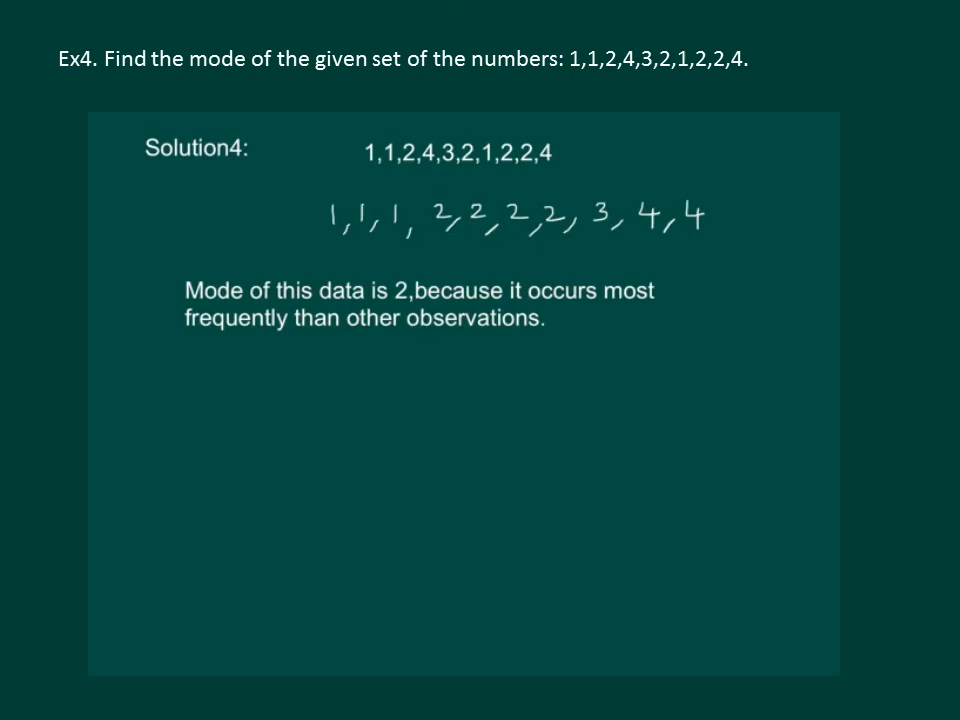 Ex4. Find the mode of the given set of the numbers: 1,1,2,4,3,2,1,2,2,4.
Solution4:
1,1,2,4,3,2,1,2,2,4
1,1,1, 2,2,2,2, 3, 4,4
Mode of this data is 2,because it occurs most
frequently than other observations.